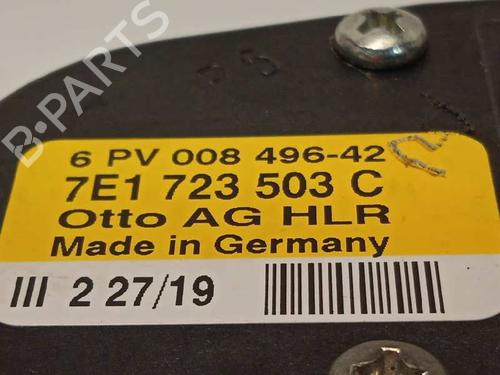 B-PARTS
6 PV 008 496-42
7E1 723 503 C
Otto AG HLR
Made in Germany
III 2 27/19